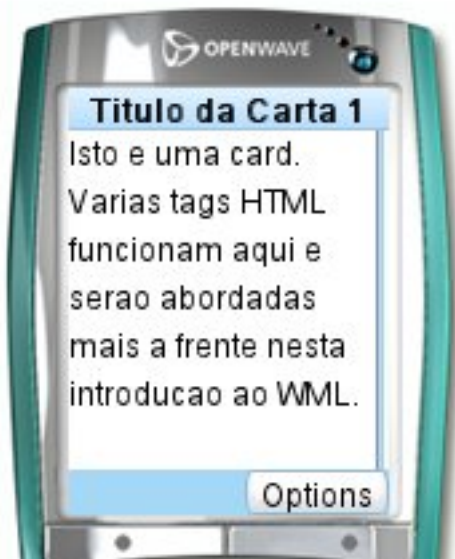 OPENWAVE
Titulo da Carta 1
Isto e uma card.
Varias tags HTML
funcionam aqui e
serao abordadas
mais a frente nesta
introducao ao WML.
Options